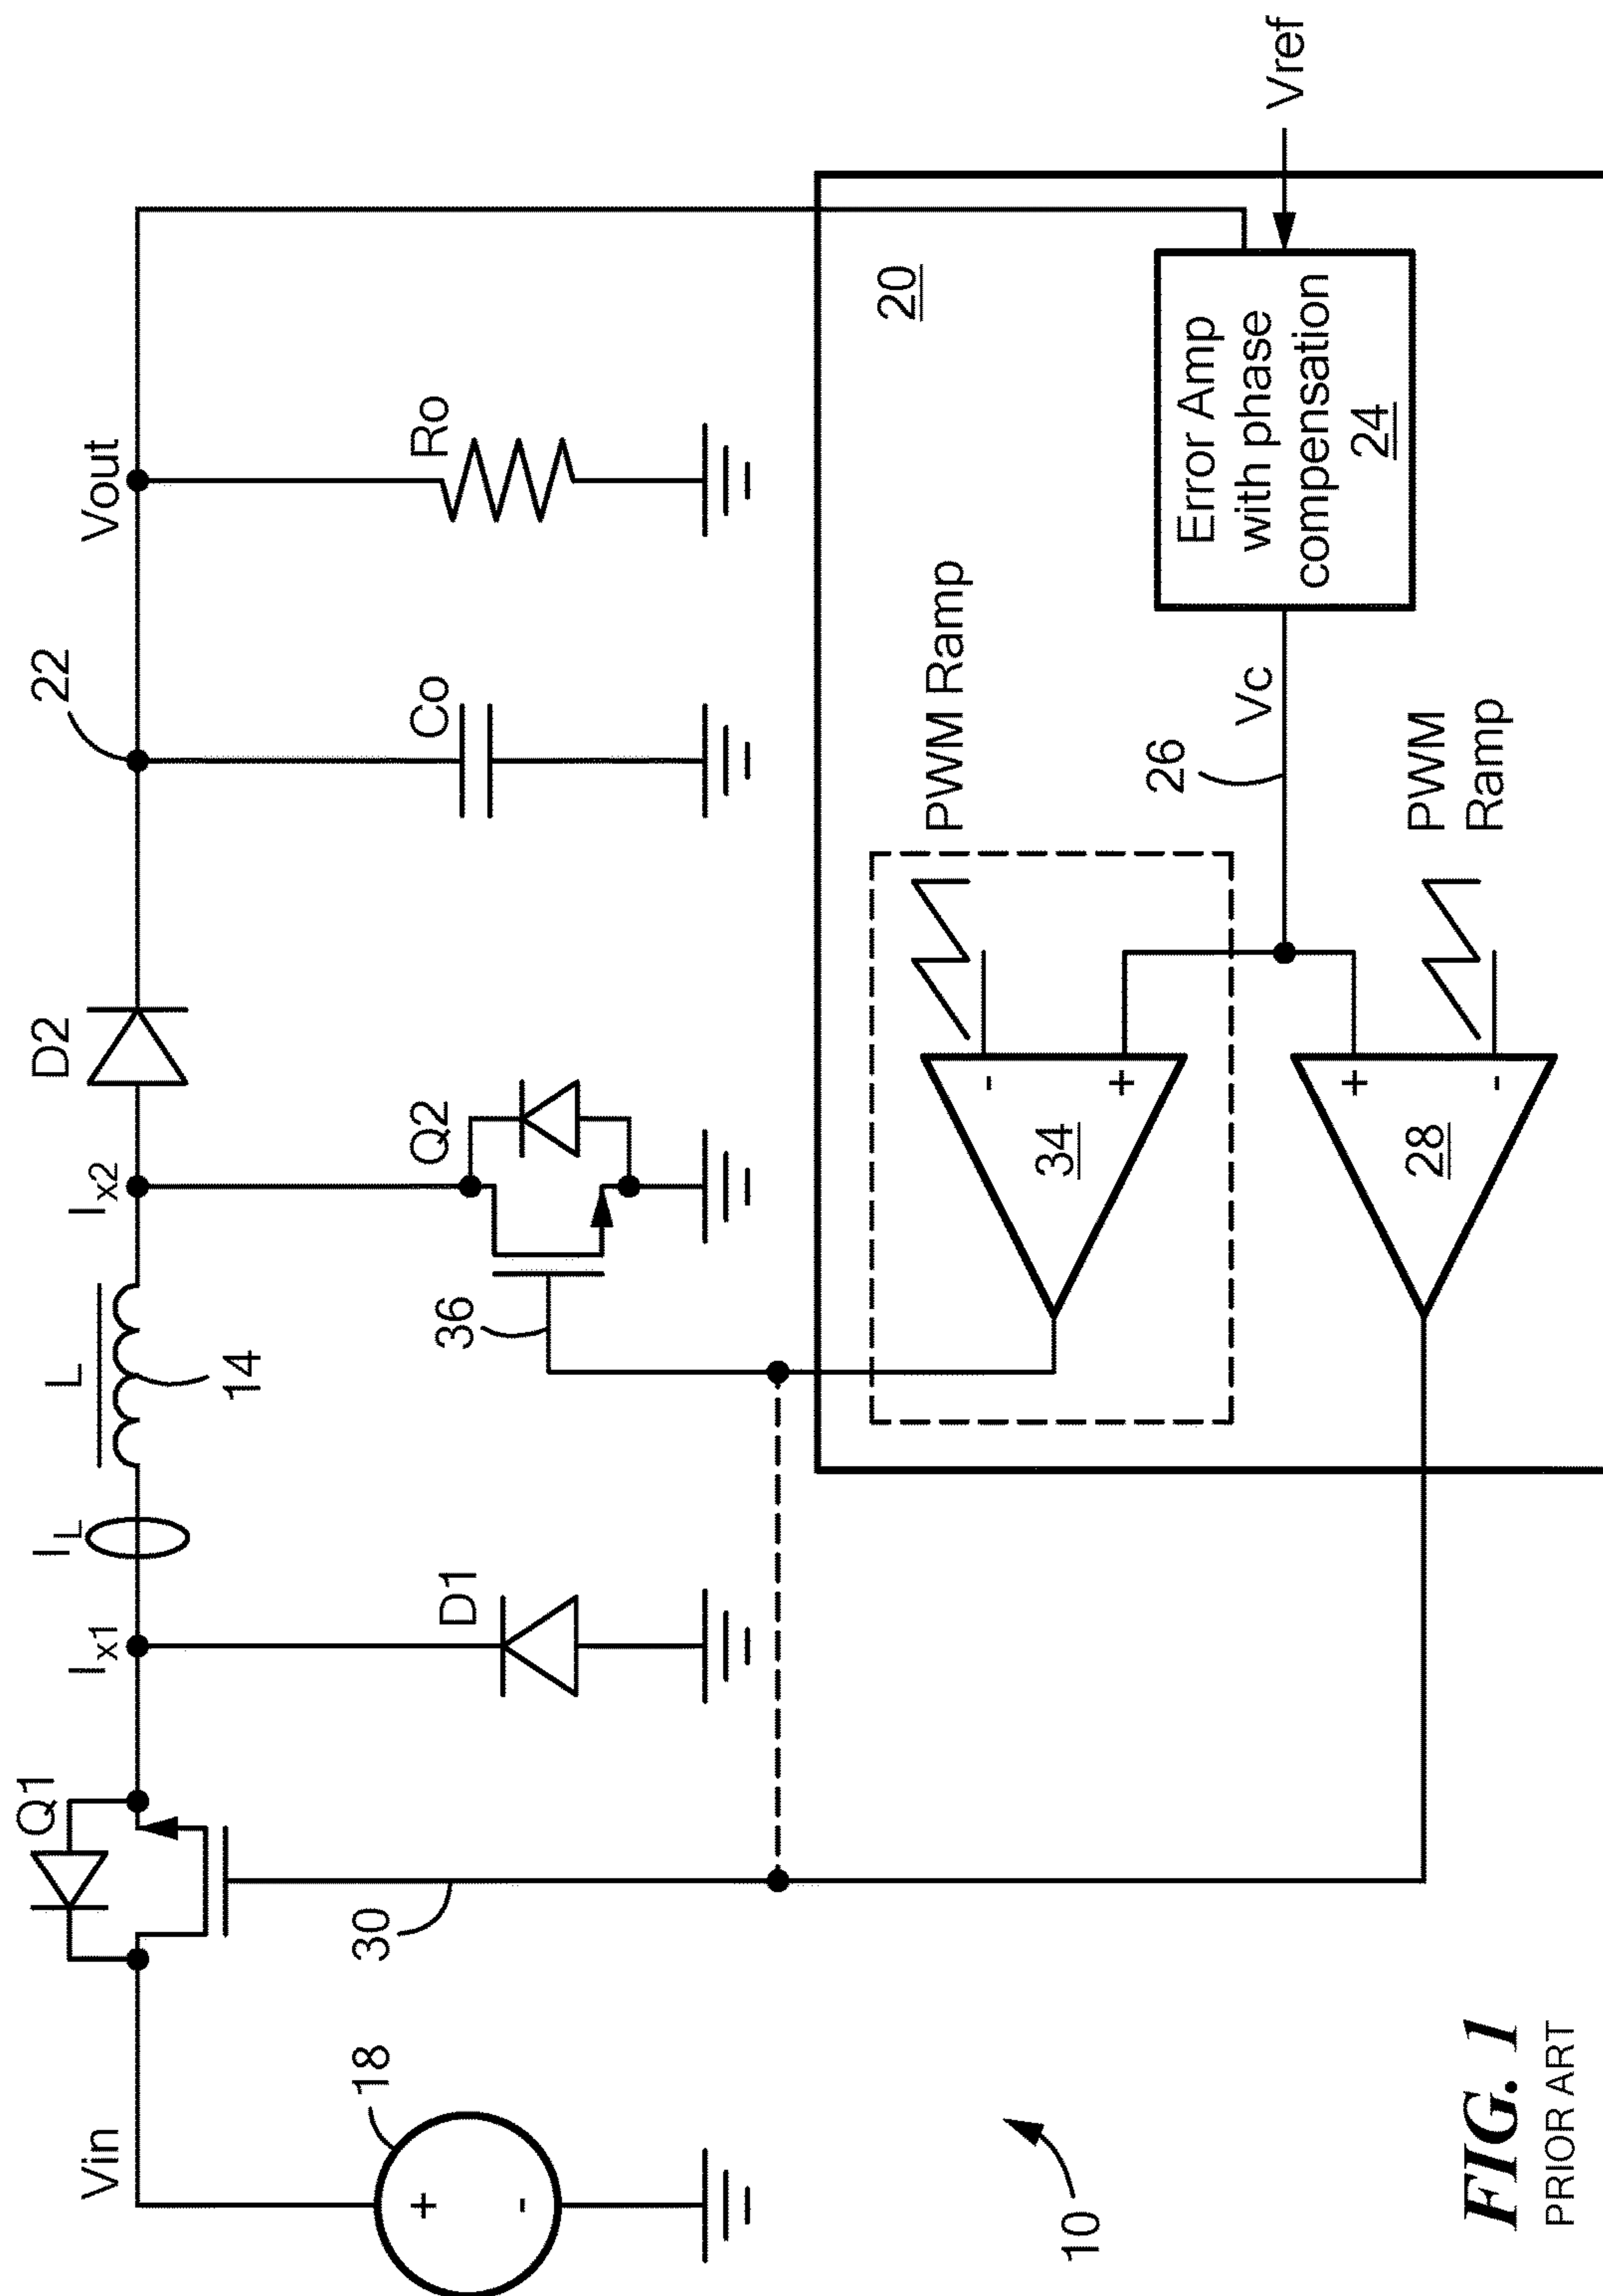 Vin
18
+
-
Q1
30
Ix1
D1
IL
L
14
Ix2
Q2
36
D2
22
Co
Vout
Ro
20
PWM Ramp
-
+
34
+
-
28
PWM
Ramp
26
Vc
Error Amp
with phase
compensation
24
Vref
10
FIG. 1
PRIOR ART